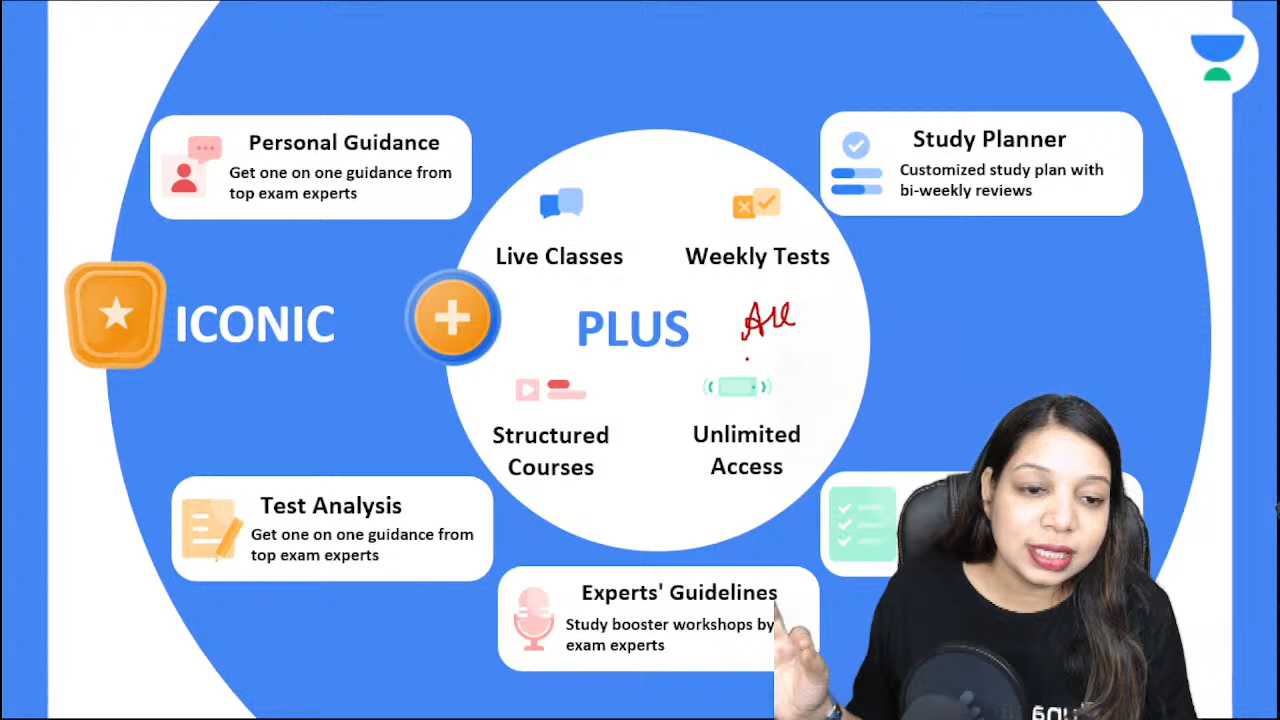 Personal Guidance
Get one on one guidance from
top exam experts
Study Planner
Customized study plan with
bi-weekly reviews
Live Classes
Weekly Tests
ICONIC
PLUS
Structured
Courses
Unlimited
Access
Test Analysis
Get one on one guidance from
top exam experts
Experts' Guidelines
Study booster workshops by
exam experts